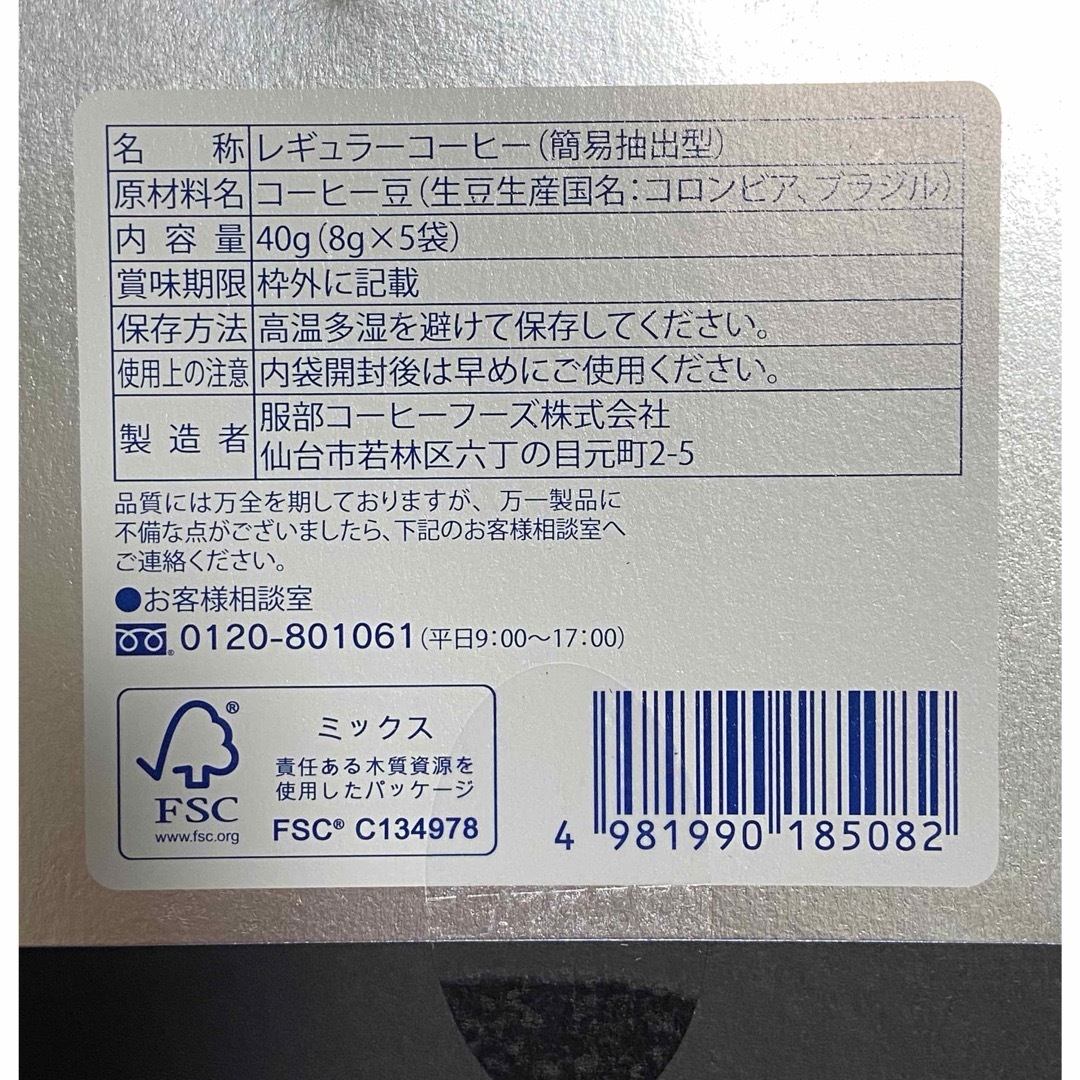 名称 レギュラーコーヒー(簡易抽出型)
原材料名 コーヒー豆(生豆生産国名:コロンビア、ブラジル)
内容量 40g(8g×5袋)
賞味期限 枠外に記載
保存方法 高温多湿を避けて保存してください。
使用上の注意 内袋開封後は早めにご使用ください。
製造者 服部コーヒーフーズ株式会社
仙台市若林区六丁の目元町2-5
品質には万全を期しておりますが、万一製品に
不備な点がございましたら、下記のお客様相談室へ
ご連絡ください。
●お客様相談室
0120-801061(平日9:00〜17:00)
®
FSC
www.fsc.org
ミックス
責任ある木質資源を
使用したパッケージ
FSC® C134978
4 981990 185082